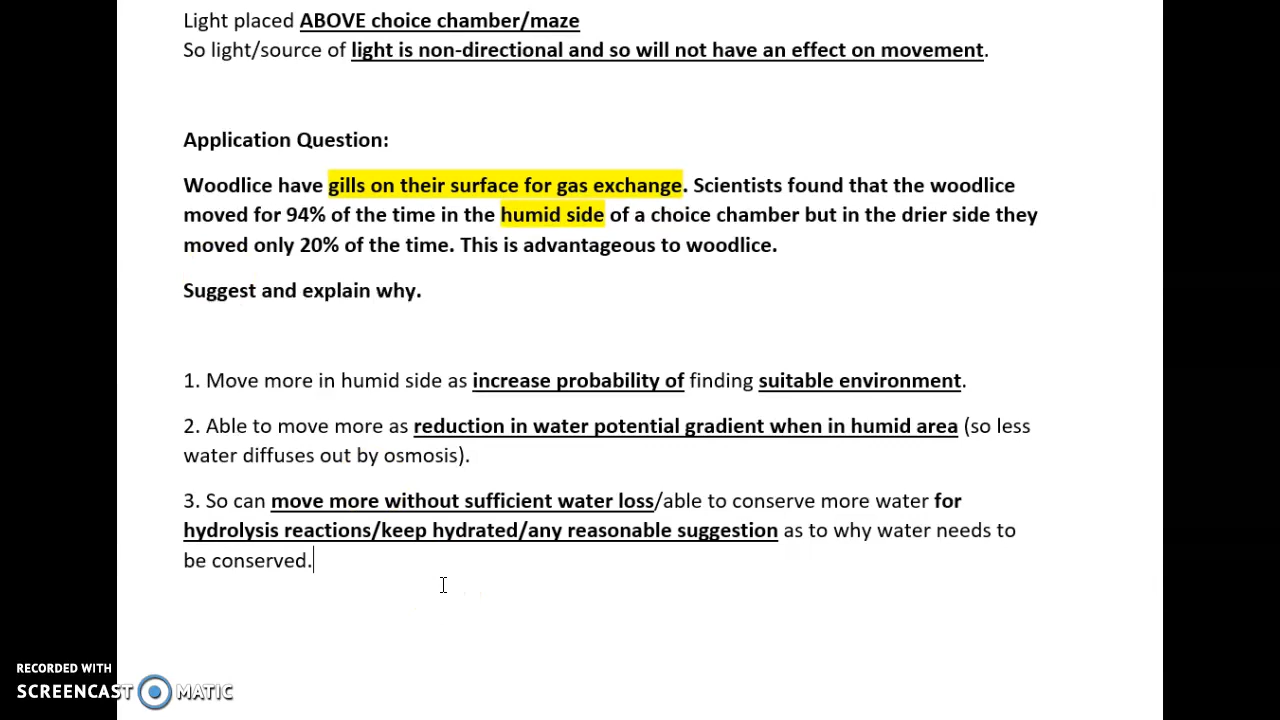 Light placed ABOVE choice chamber/maze
So light/source of light is non-directional and so will not have an effect on movement.
Application Question:
Woodlice have gills on their surface for gas exchange. Scientists found that the woodlice
moved for 94% of the time in the humid side of a choice chamber but in the drier side they
moved only 20% of the time. This is advantageous to woodlice.
Suggest and explain why.
1. Move more in humid side as increase probability of finding suitable environment.
2. Able to move more as reduction in water potential gradient when in humid area (so less
water diffuses out by osmosis).
3. So can move more without sufficient water loss/able to conserve more water for
hydrolysis reactions/keep hydrated/any reasonable suggestion as to why water needs to
be conserved.
RECORDED WITH
SCREENCAST MATIC